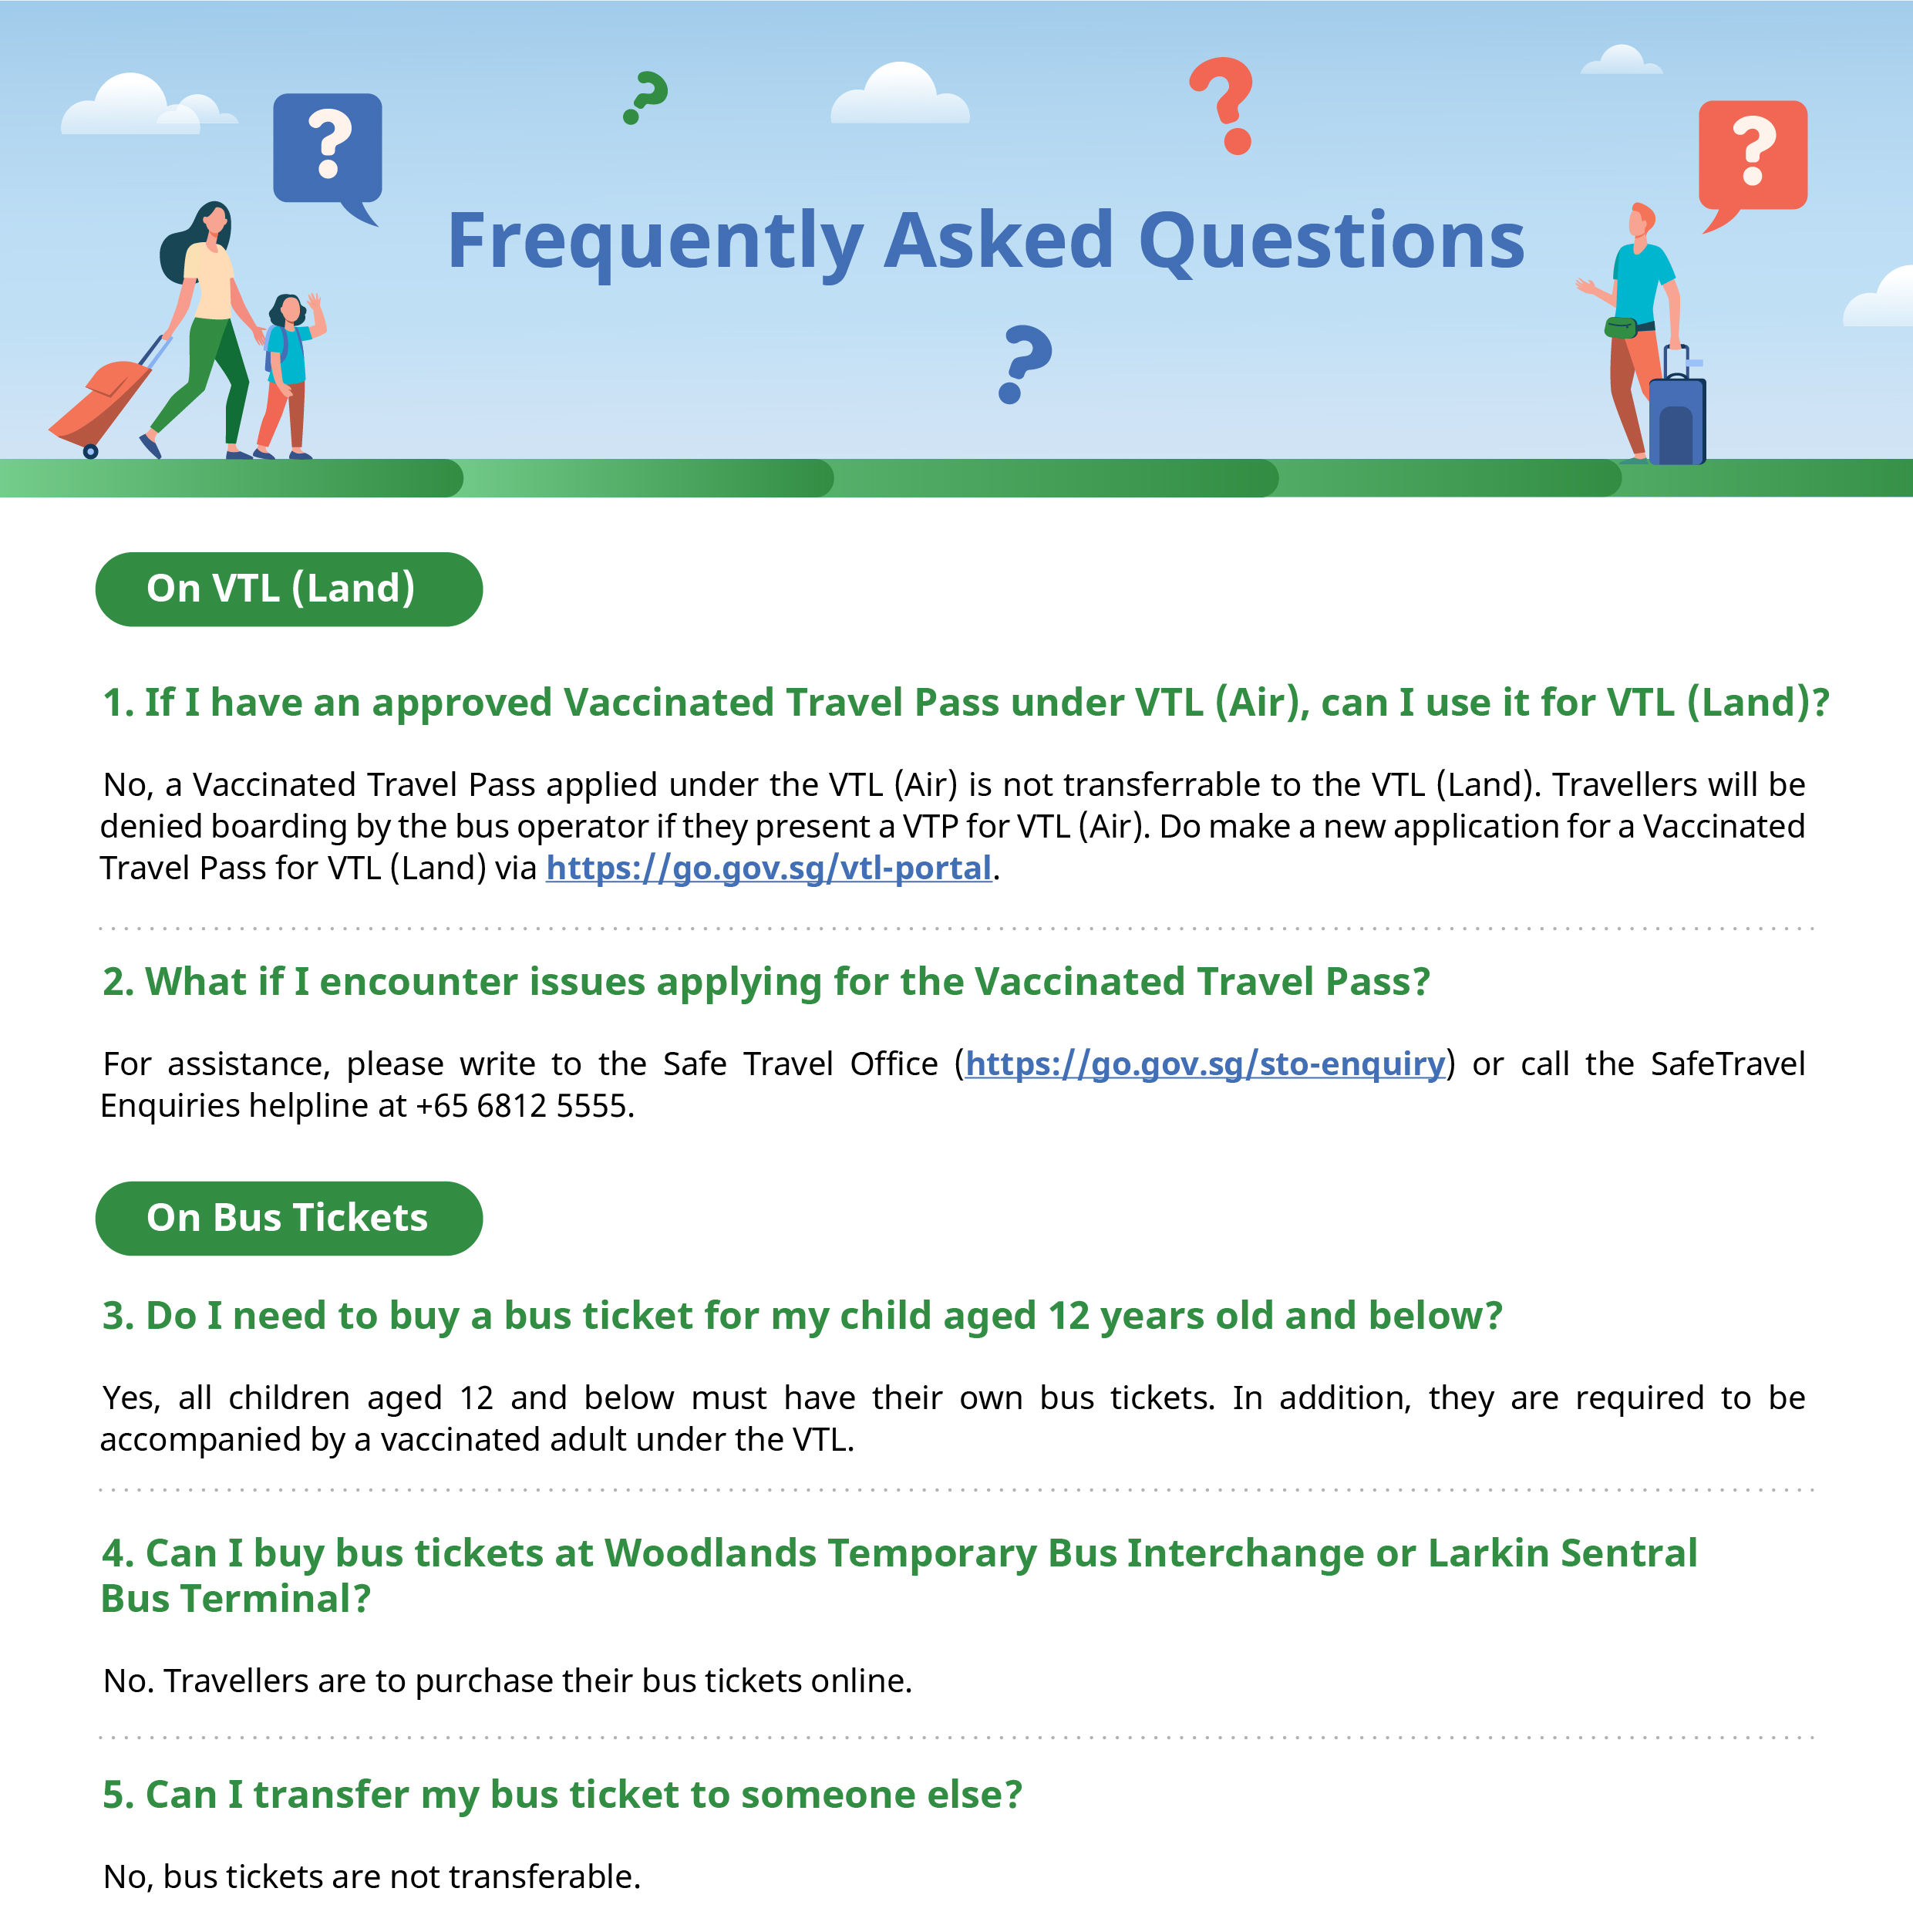 ?
?
?
?
Frequently Asked Questions
?
On VTL (Land)
1. If I have an approved Vaccinated Travel Pass under VTL (Air), can I use it for VTL (Land)?
No, a Vaccinated Travel Pass applied under the VTL (Air) is not transferrable to the VTL (Land). Travellers will be
denied boarding by the bus operator if they present a VTP for VTL (Air). Do make a new application for a Vaccinated
Travel Pass for VTL (Land) via https://go.gov.sg/vtl-portal.
2. What if I encounter issues applying for the Vaccinated Travel Pass?
For assistance, please write to the Safe Travel Office (https://go.gov.sg/sto-enquiry) or call the SafeTravel
Enquiries helpline at +65 6812 5555.
On Bus Tickets
3. Do I need to buy a bus ticket for my child aged 12 years old and below?
Yes, all children aged 12 and below must have their own bus tickets. In addition, they are required to be
accompanied by a vaccinated adult under the VTL.
4. Can I buy bus tickets at Woodlands Temporary Bus Interchange or Larkin Sentral
Bus Terminal?
No. Travellers are to purchase their bus tickets online.
5. Can I transfer my bus ticket to someone else?
No, bus tickets are not transferable.